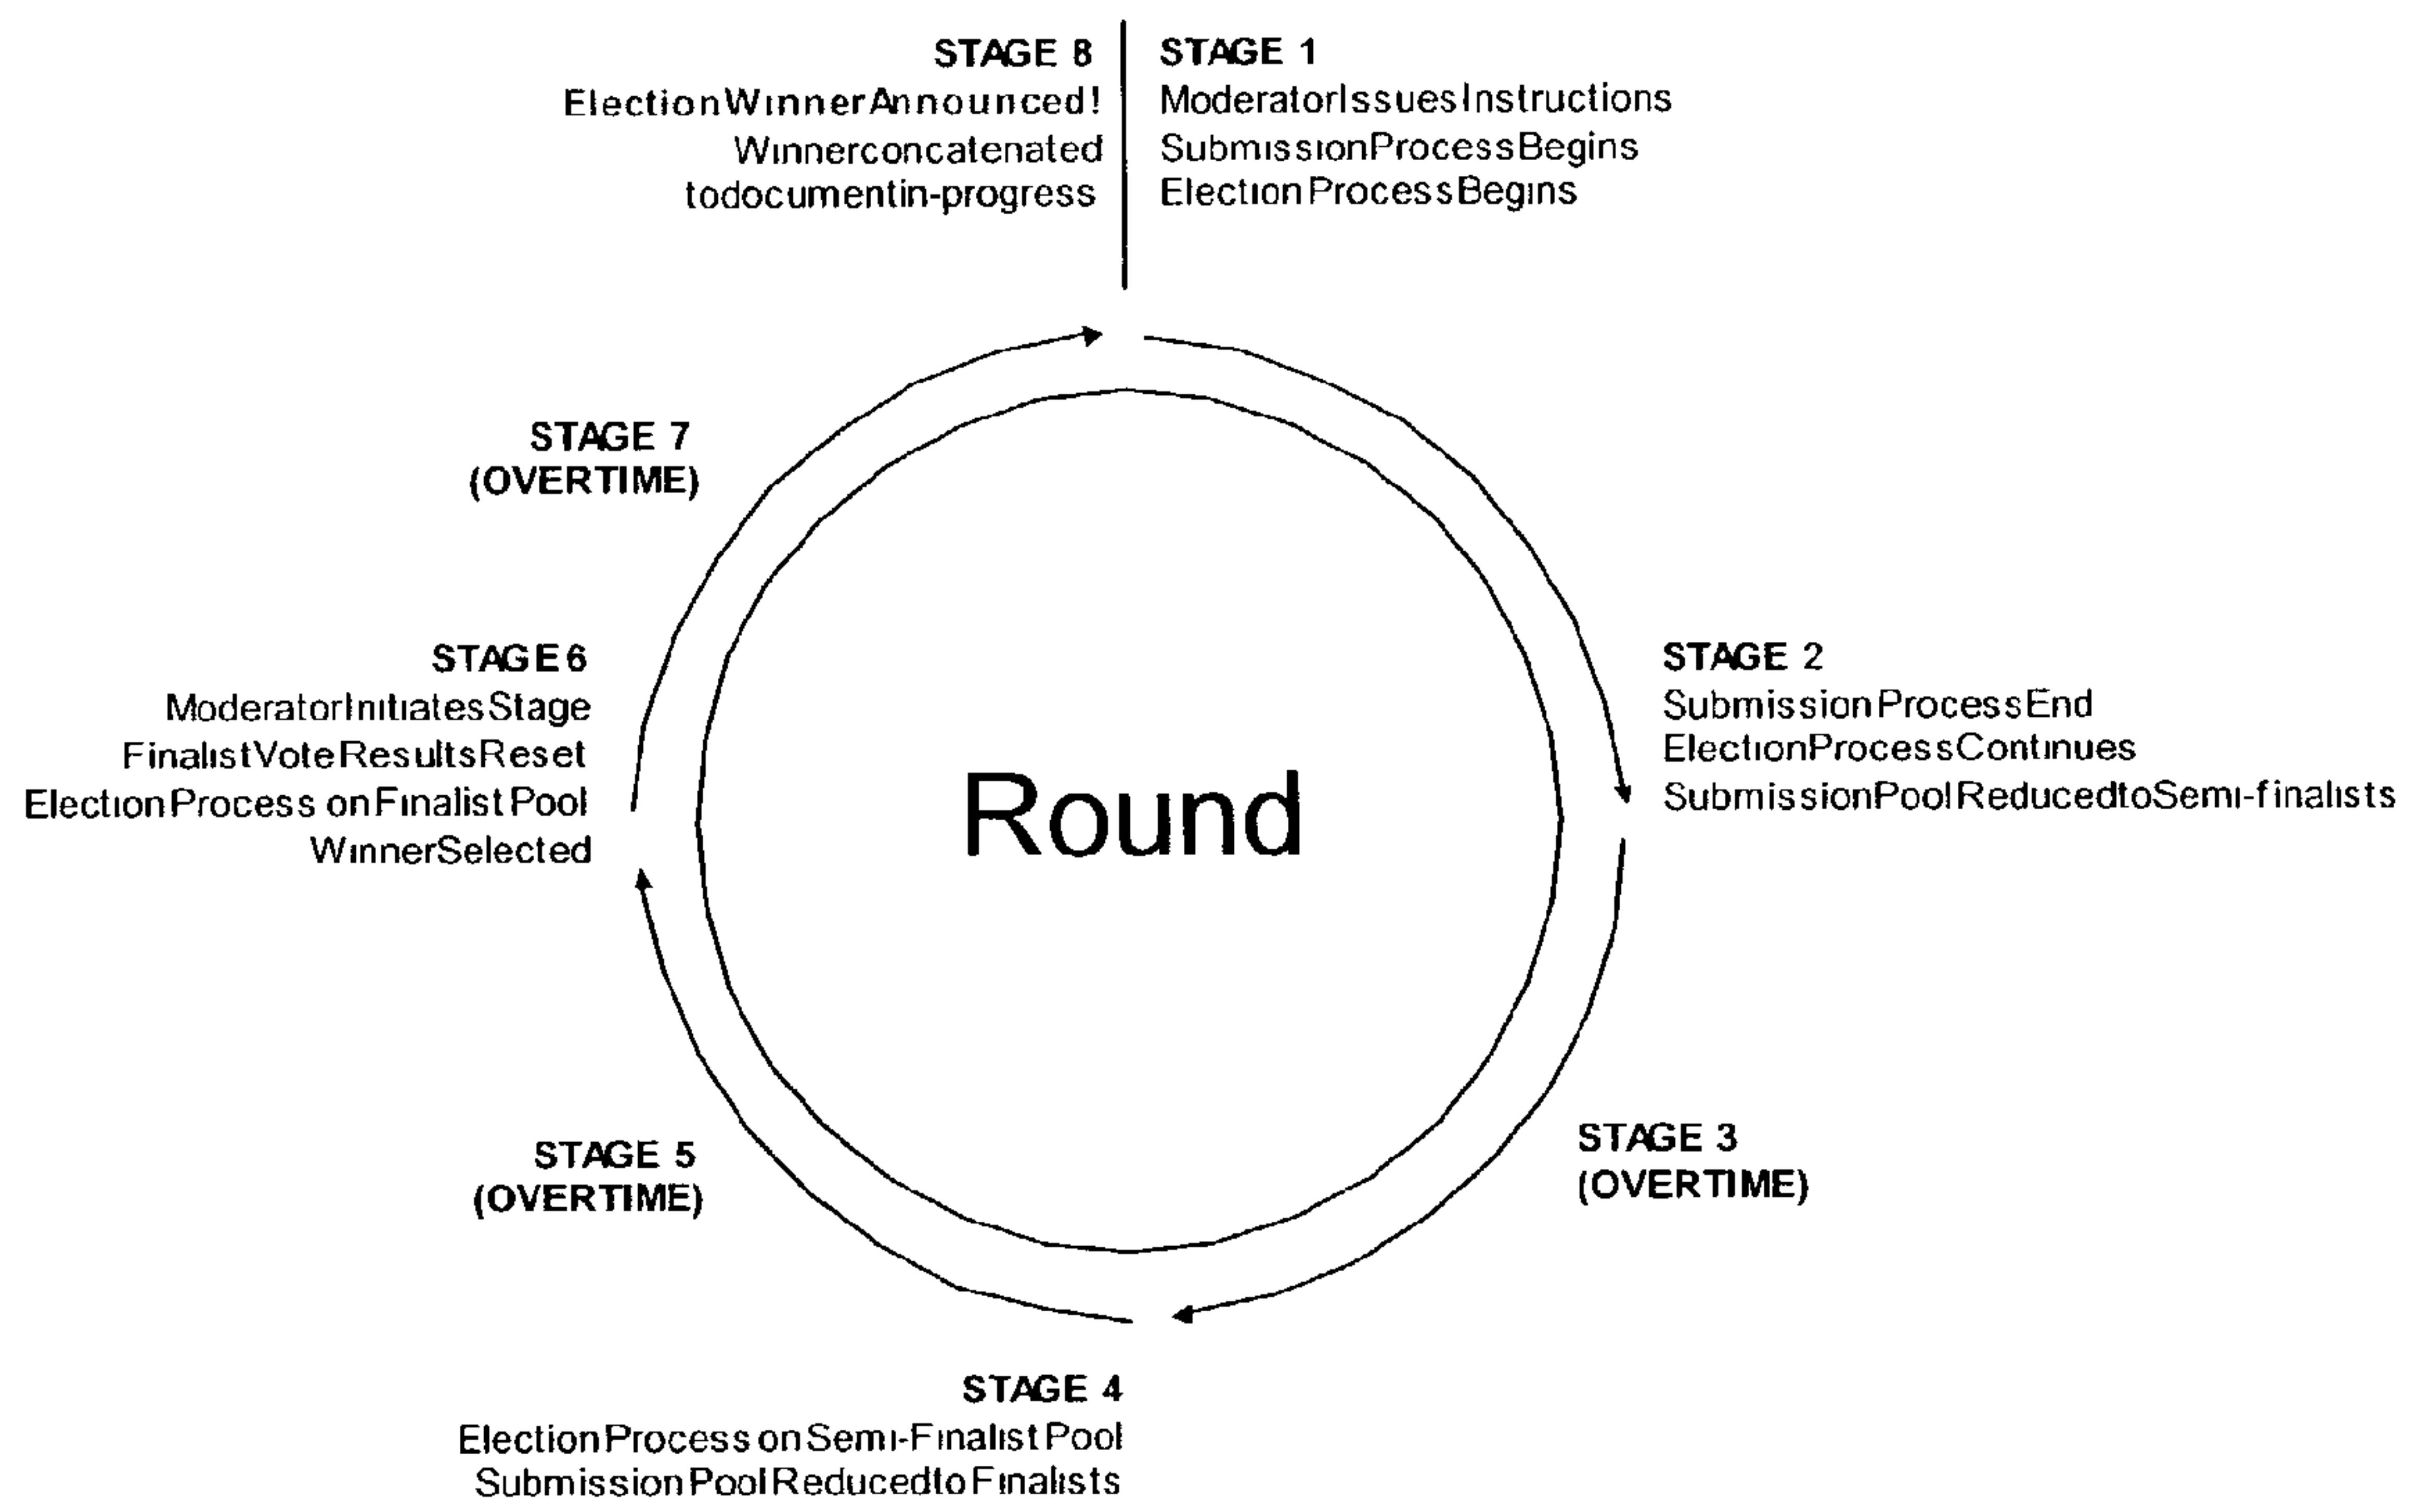 STAGE 1
Moderator Issues Instructions
Submission Process Begins
Election Process Begins
STAGE 2
Submission Process End
Election Process Continues
Submission Pool Reduced to Semi-finalists
STAGE 3
(OVERTIME)
STAGE 4
Election Process on Semi-Finalist Pool
Submission Pool Reduced to Finalists
STAGE 5
(OVERTIME)
STAGE 6
Moderator Initiates Stage
Finalist Vote Results Reset
Election Process on Finalist Pool
Winner Selected
STAGE 7
(OVERTIME)
STAGE 8
Election Winner Announced!
Winner concatenated
to document in-progress
Round